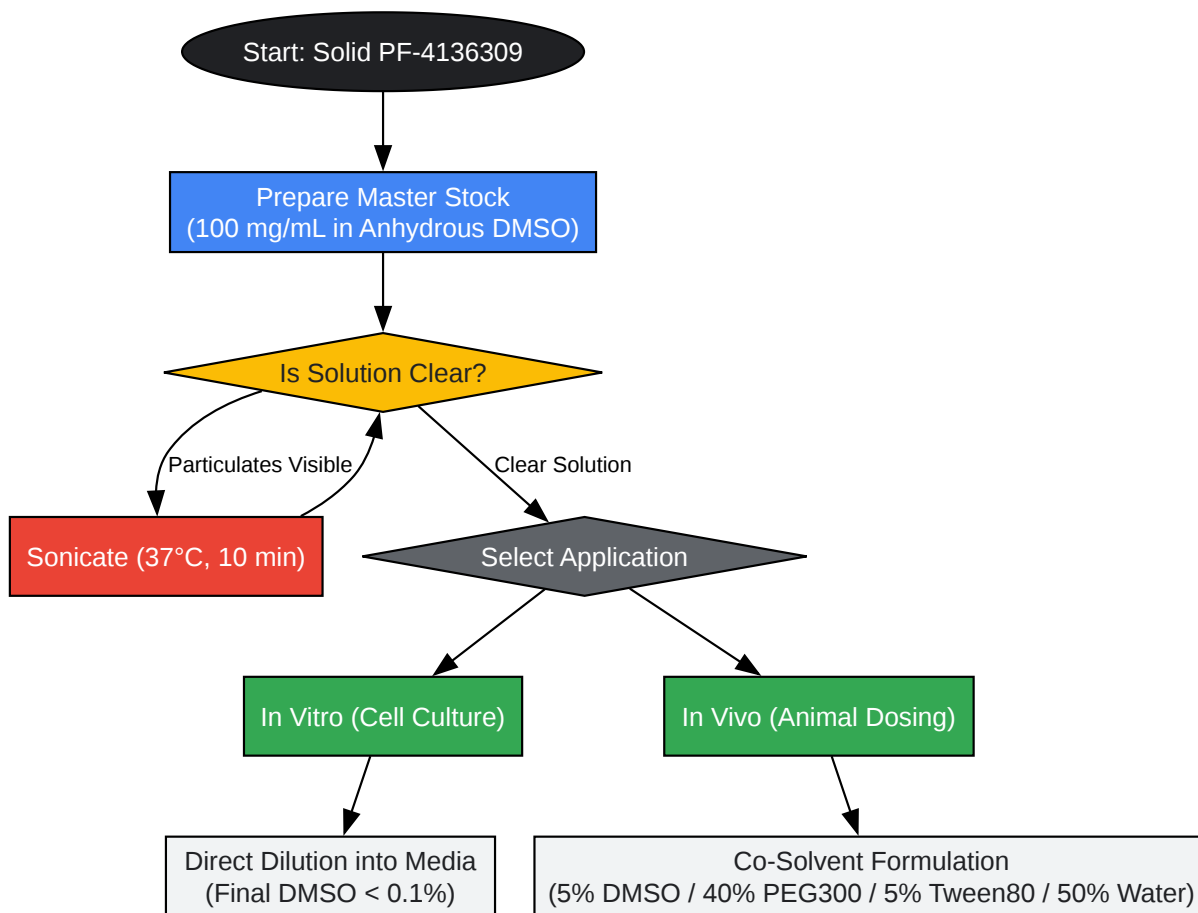 Start: Solid PF-4136309
Prepare Master Stock
(100 mg/mL in Anhydrous DMSO)
Is Solution Clear?
Particulates Visible
Clear Solution
Sonicate (37°C, 10 min)
Select Application
In Vitro (Cell Culture)
In Vivo (Animal Dosing)
Direct Dilution into Media
(Final DMSO < 0.1%)
Co-Solvent Formulation
(5% DMSO / 40% PEG300 / 5% Tween80 / 50% Water)